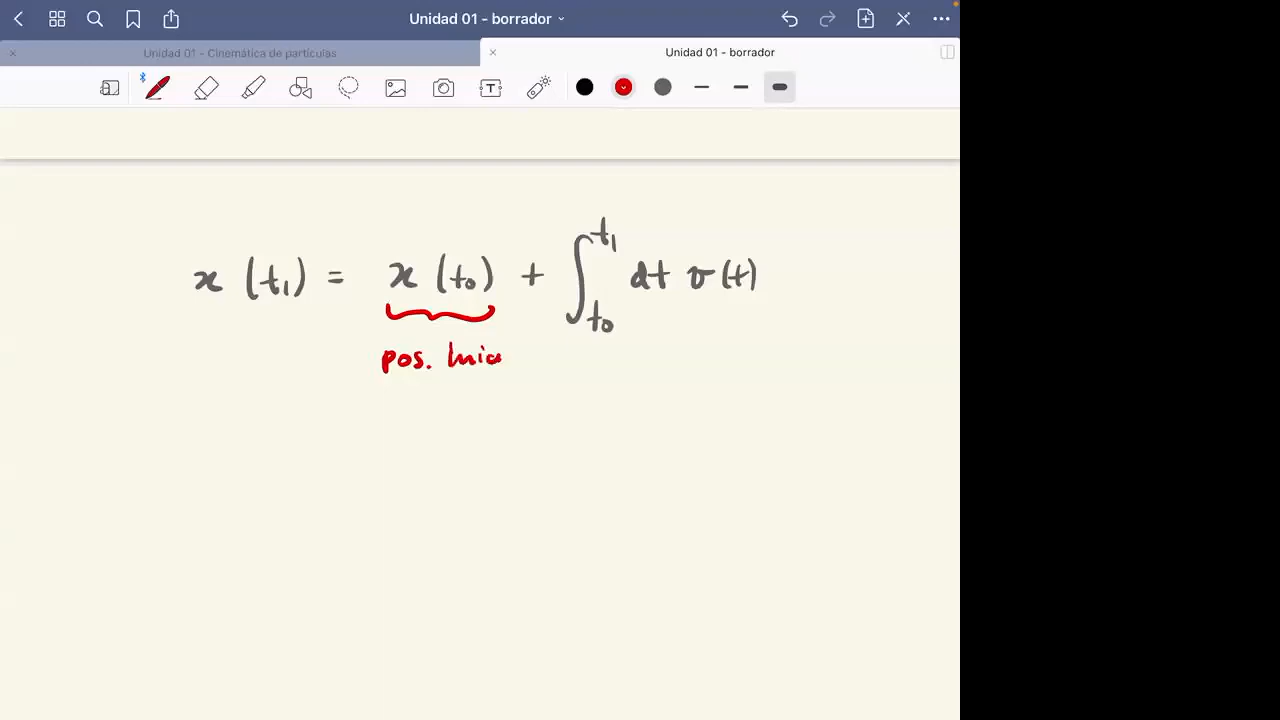 Unidad 01 - borrador
Unidad 01 - Cinemática de partículas
Unidad 01 - borrador
x (t₁) = x (t₀) + ∫_{t₀}^{t₁} dt v(t)
pos. Inic